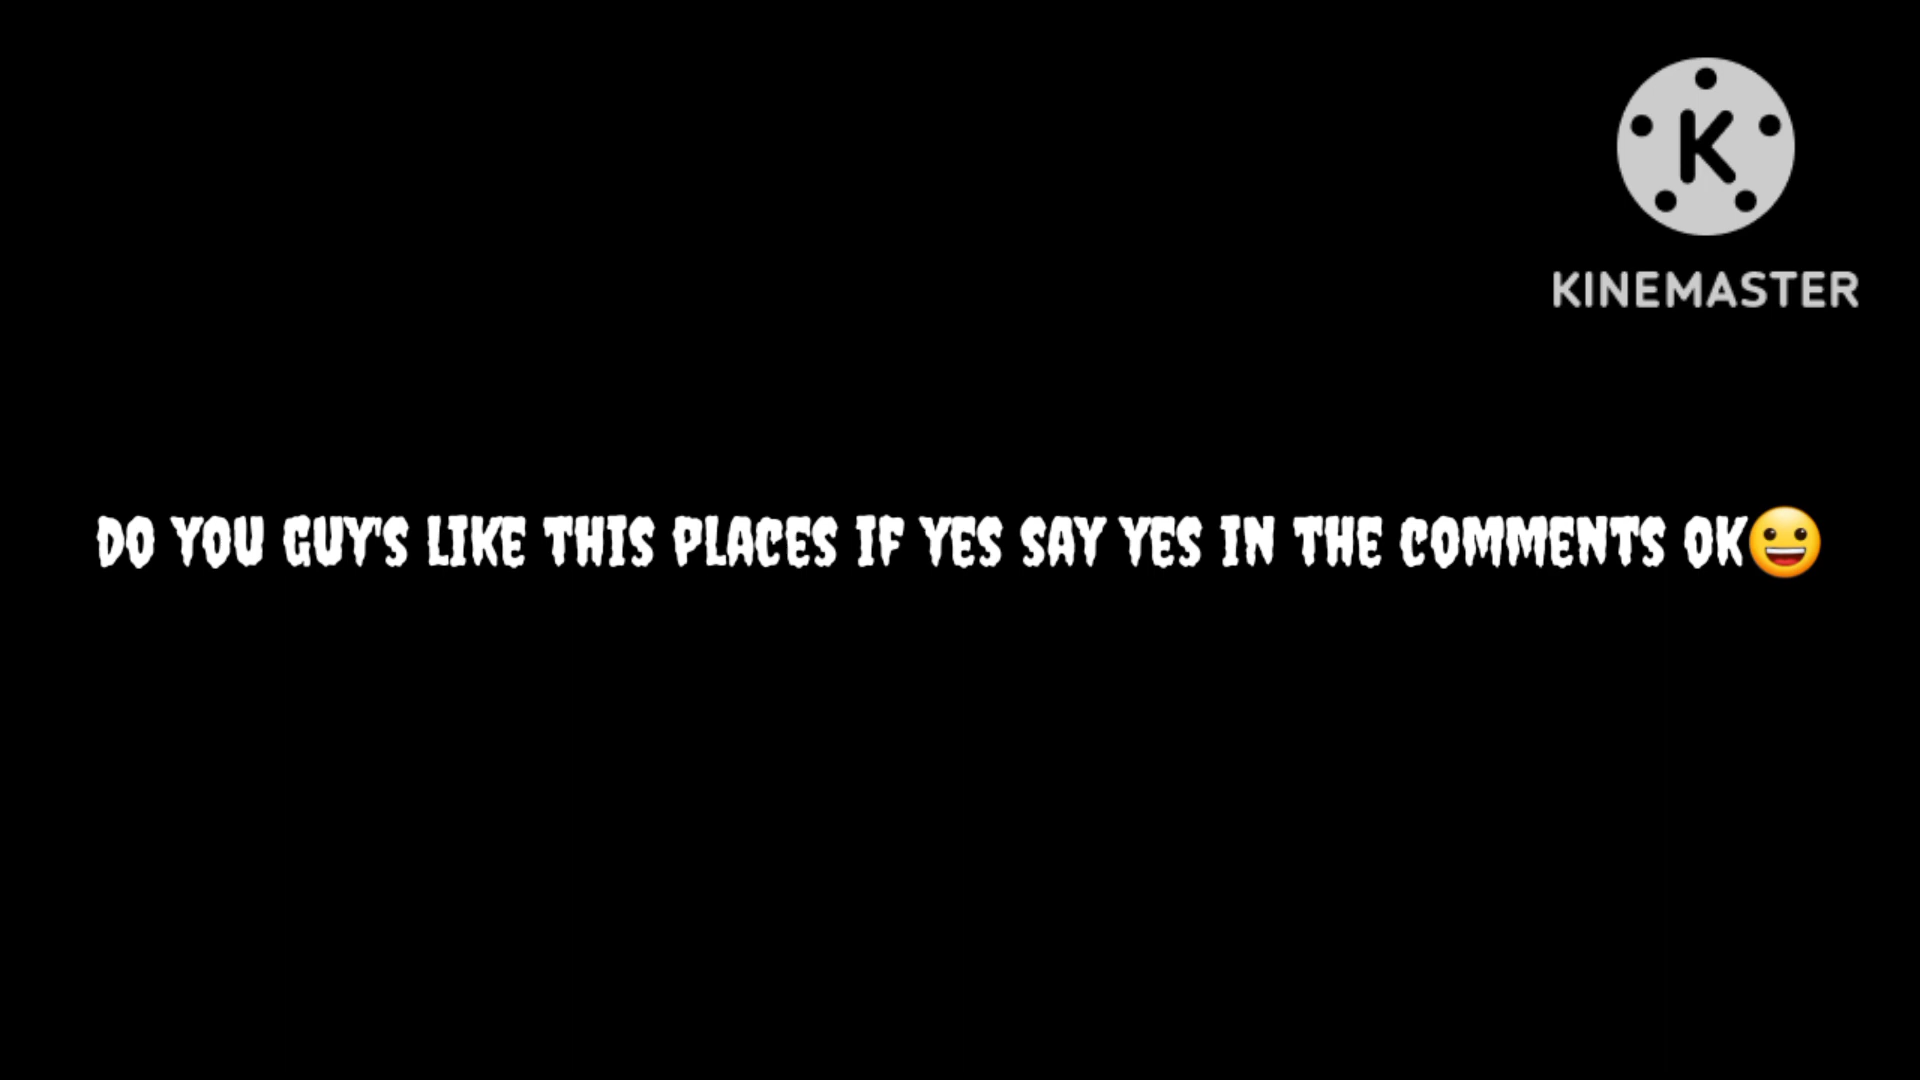 K
KINEMASTER
DO YOU GUY'S LIKE THIS PLACES IF YES SAY YES IN THE COMMENTS OK😀